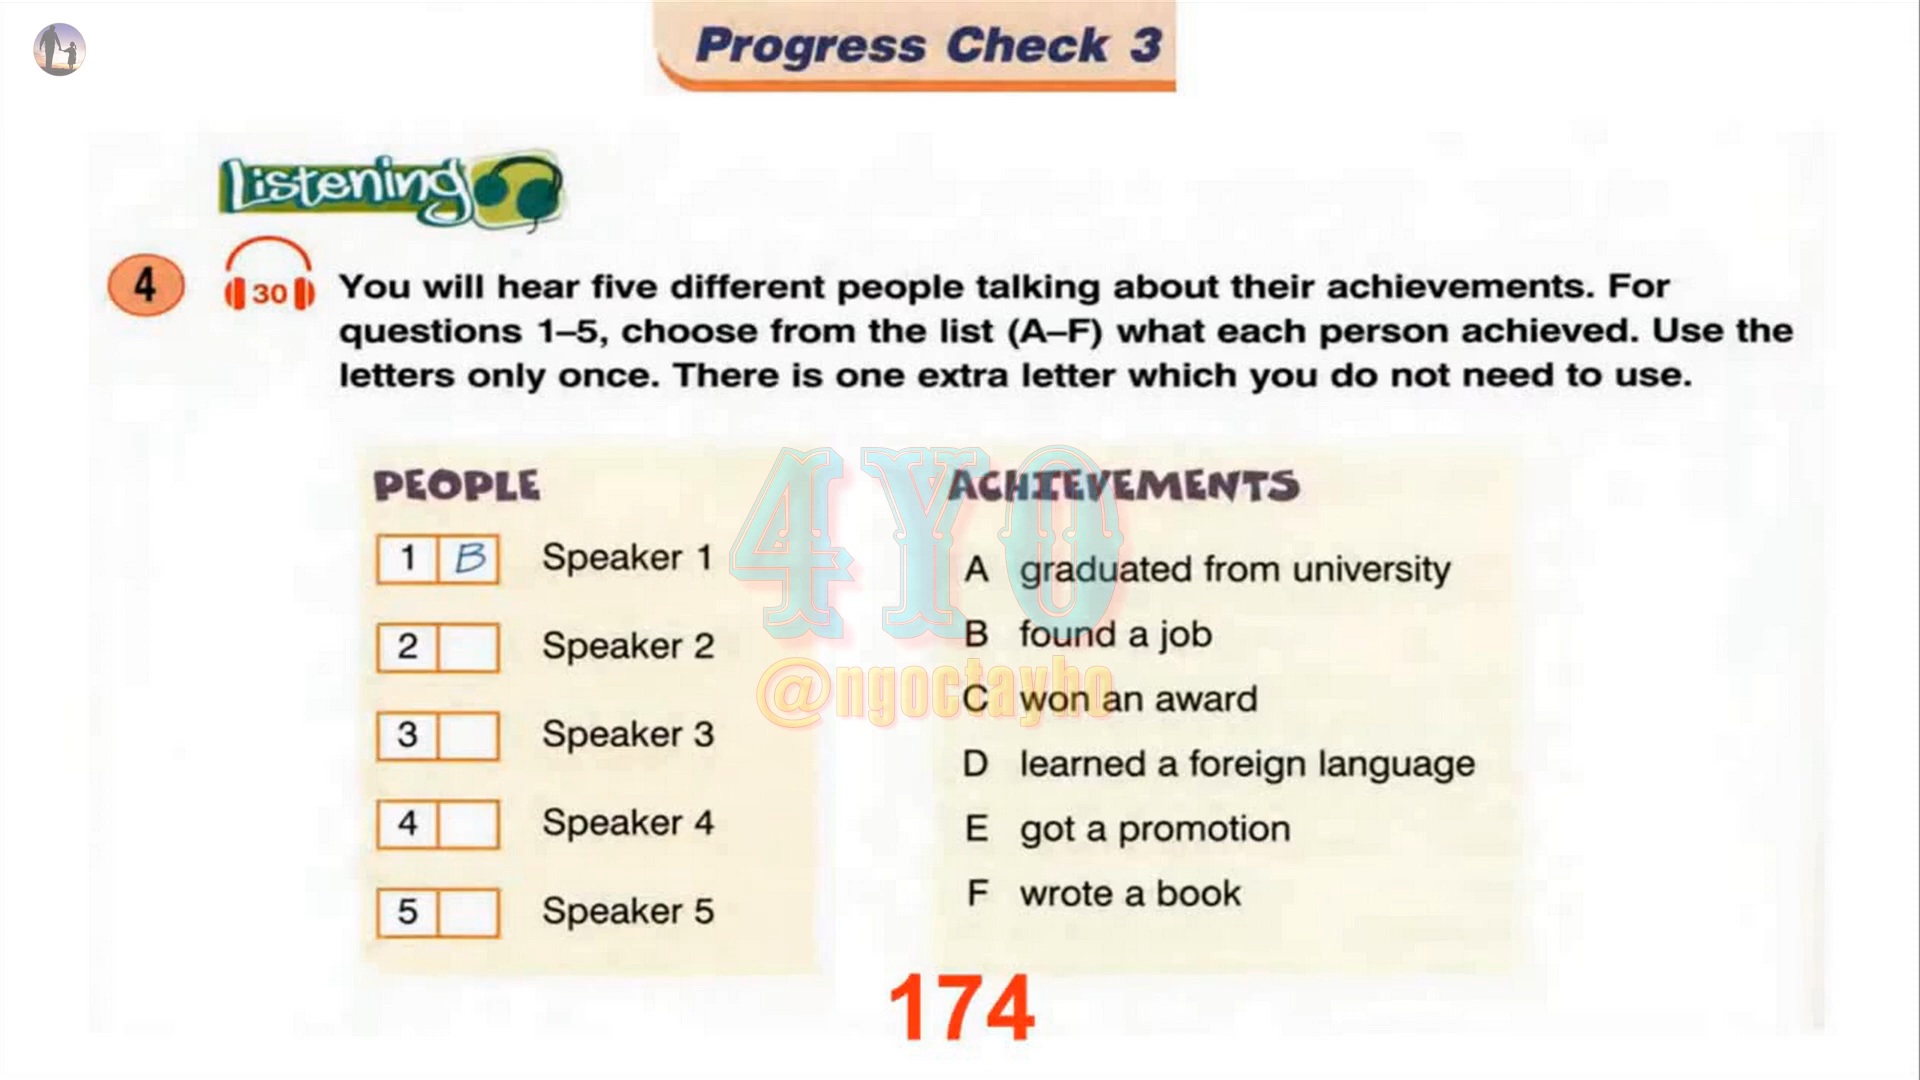 Progress Check 3
Listening
4
30
You will hear five different people talking about their achievements. For
questions 1–5, choose from the list (A–F) what each person achieved. Use the
letters only once. There is one extra letter which you do not need to use.
PEOPLE
1 B Speaker 1
2 Speaker 2
3 Speaker 3
4 Speaker 4
5 Speaker 5
ACHIEVEMENTS
A graduated from university
B found a job
C won an award
D learned a foreign language
E got a promotion
F wrote a book
4YO
@ngoctayho
174